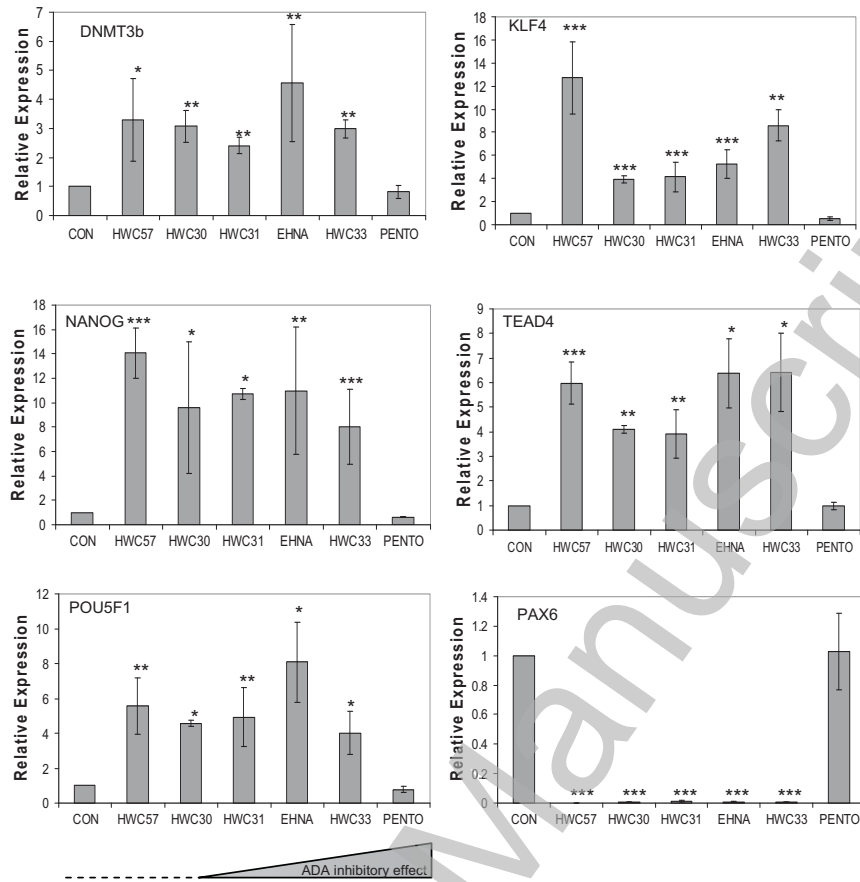 DNMT3b
Relative Expression
7
6
5
4
3
2
1
0
* ** ** ** **
CON HWC57 HWC30 HWC31 EHNA HWC33 PENTO
KLF4
Relative Expression
18
16
14
12
10
8
6
4
2
0
*** *** *** *** **
CON HWC57 HWC30 HWC31 EHNA HWC33 PENTO
NANOG
Relative Expression
18
16
14
12
10
8
6
4
2
0
*** * * ** ***
CON HWC57 HWC30 HWC31 EHNA HWC33 PENTO
TEAD4
Relative Expression
9
8
7
6
5
4
3
2
1
0
*** ** ** * *
CON HWC57 HWC30 HWC31 EHNA HWC33 PENTO
POU5F1
Relative Expression
12
10
8
6
4
2
0
** * ** * *
CON HWC57 HWC30 HWC31 EHNA HWC33 PENTO
PAX6
Relative Expression
1.4
1.2
1
0.8
0.6
0.4
0.2
0
*** *** *** *** ***
CON HWC57 HWC30 HWC31 EHNA HWC33 PENTO
ADA inhibitory effect
Manuscri